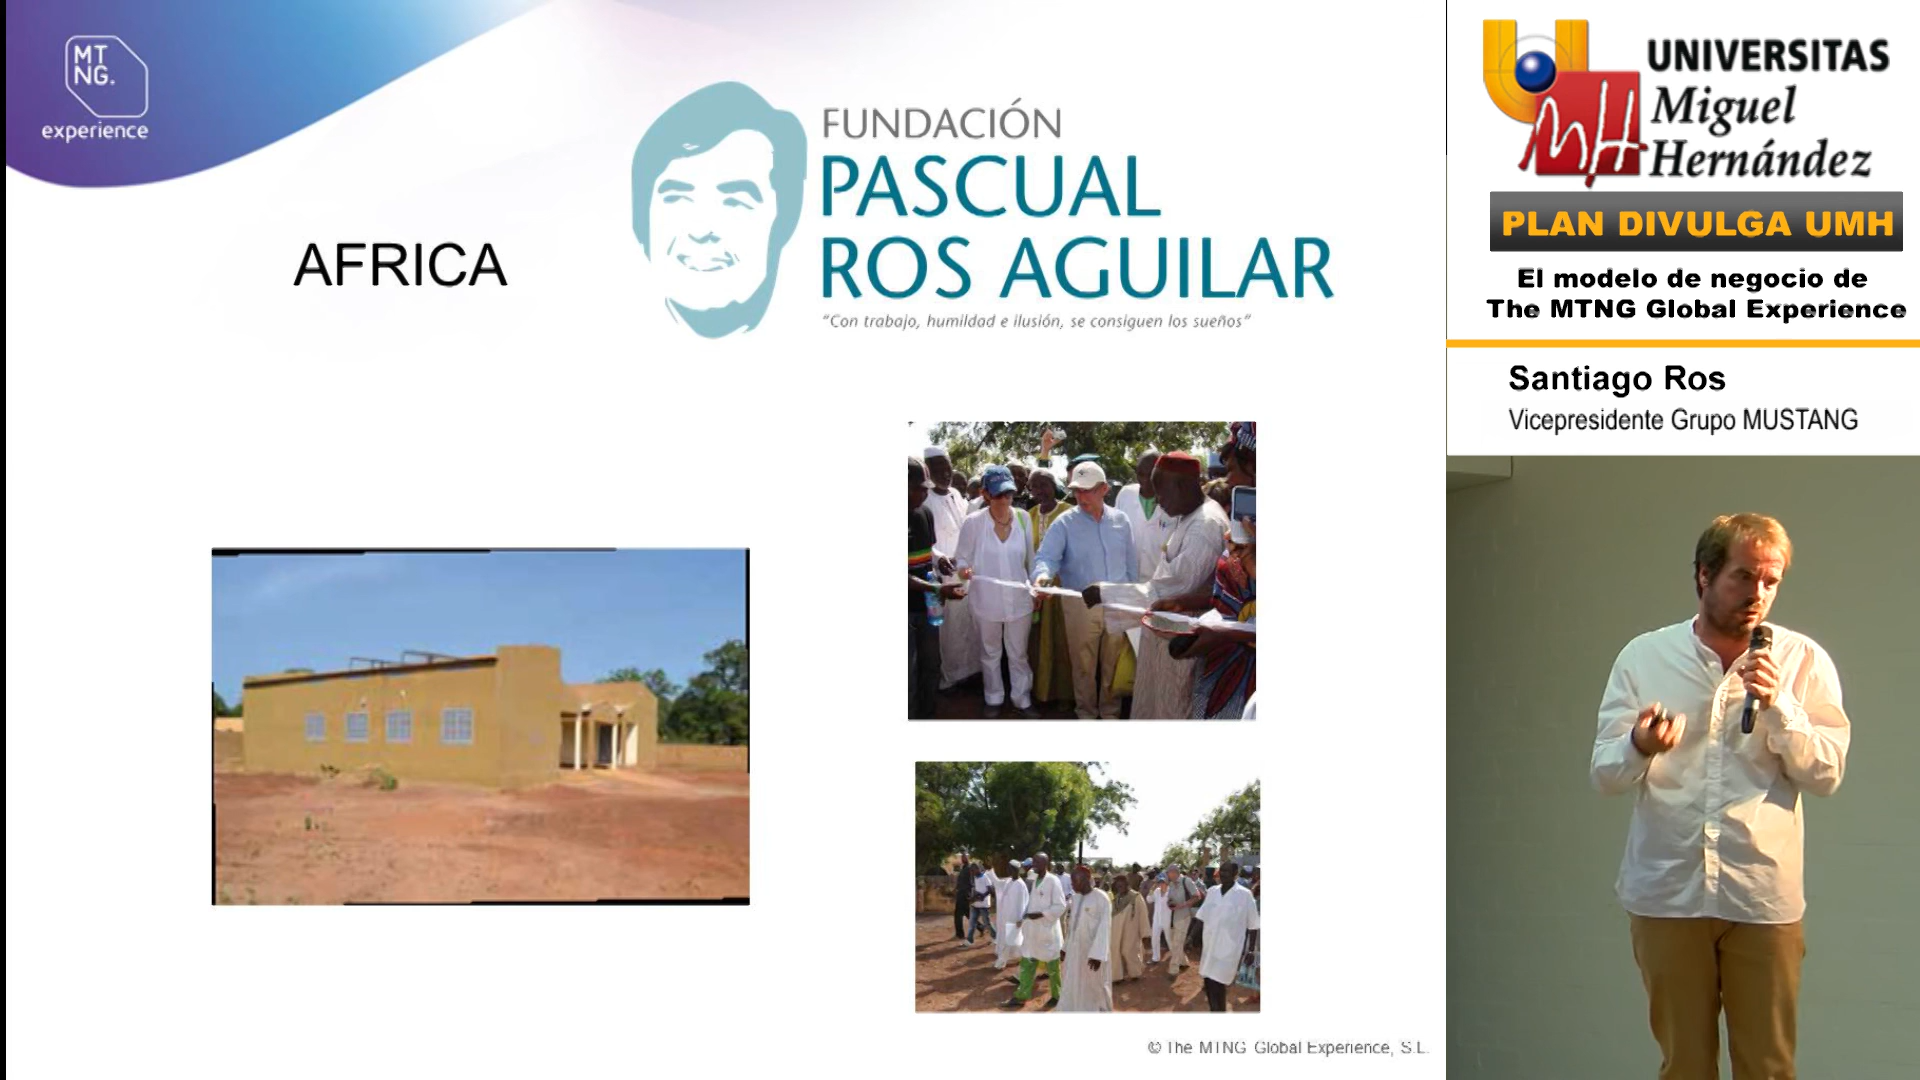 MT
NG.
experience
AFRICA
FUNDACIÓN
PASCUAL
ROS AGUILAR
"Con trabajo, humildad e ilusión, se consiguen los sueños"
© The MTNG Global Experience, S.L.
UNIVERSITAS
Miguel
Hernández
MH
PLAN DIVULGA UMH
El modelo de negocio de
The MTNG Global Experience
Santiago Ros
Vicepresidente Grupo MUSTANG